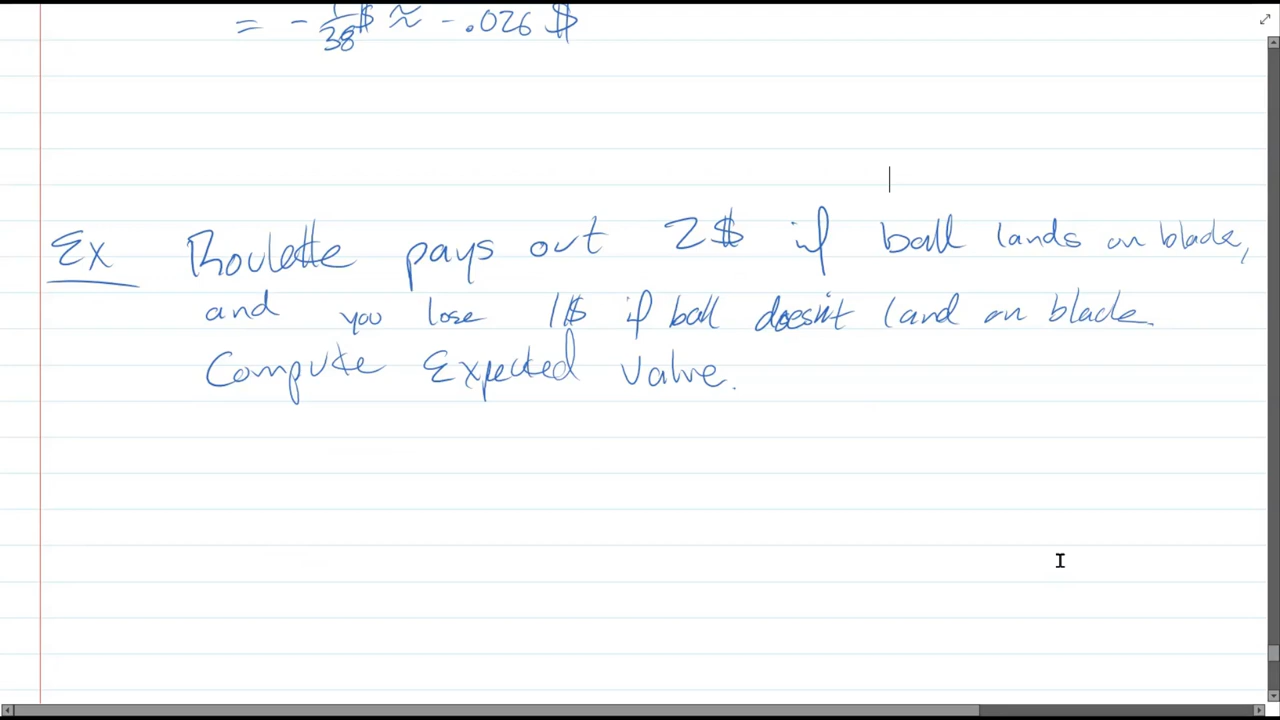 = - 1/38 $ ≈ - .026 $
Ex Roulette pays out 2$ if ball lands on black,
and you lose 1$ if ball doesn't land on black.
Compute Expected value.